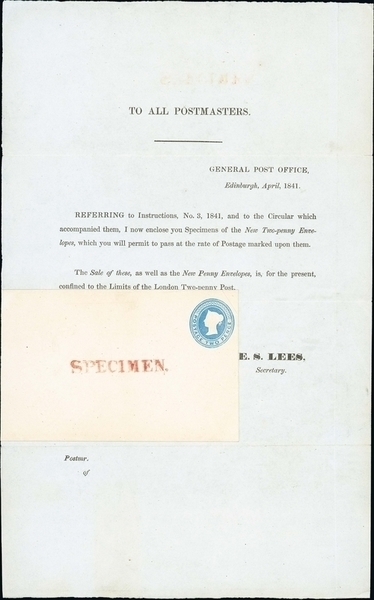 TO ALL POSTMASTERS.
GENERAL POST OFFICE,
Edinburgh, April, 1841.
REFERRING to Instructions, No. 3, 1841, and to the Circular which
accompanied them, I now enclose you Specimens of the New Two-penny Enve-
lopes, which you will permit to pass at the rate of Postage marked upon them.
The Sale of these, as well as the New Penny Envelopes, is, for the present,
confined to the Limits of the London Two-penny Post.
POSTAGE TWO PENCE
SPECIMEN.
E. S. LEES,
Secretary.
Postmr.
of